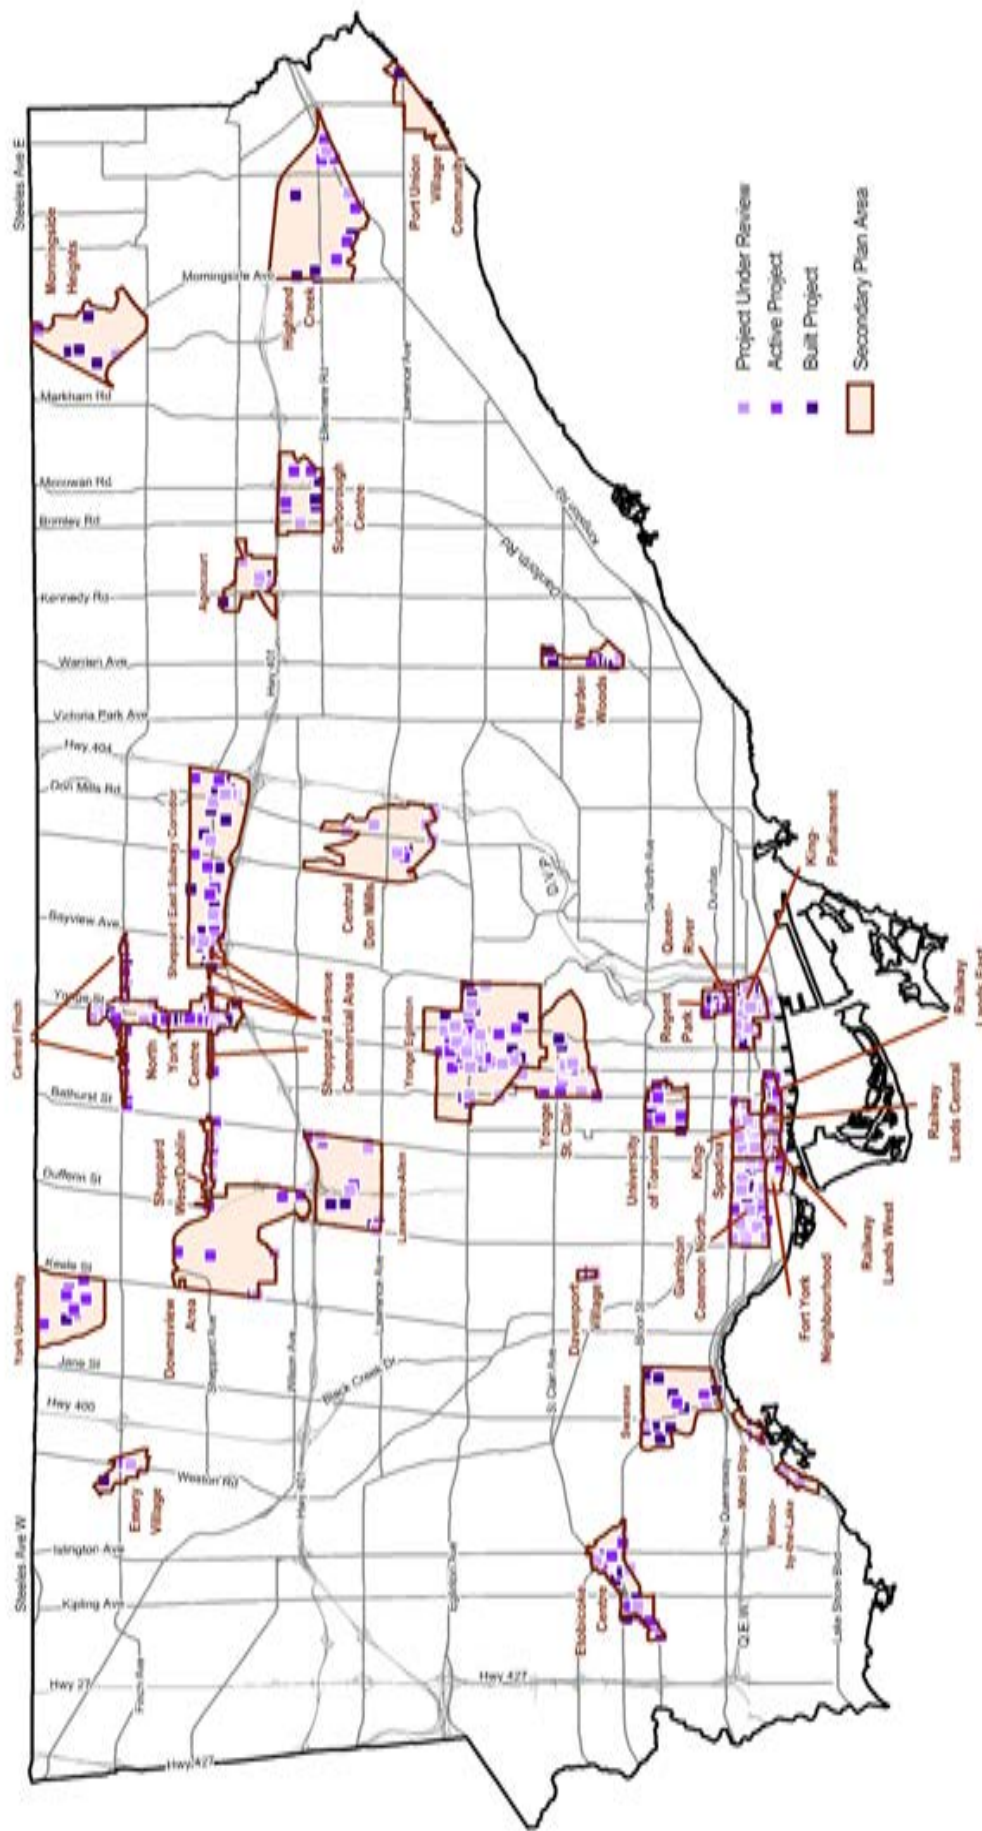 Steeles Ave W
Steeles Ave E
Hwy 427
Hwy 27
Kipling Ave
Islington Ave
Weston Rd
Hwy 400
Jane St
Keele St
Dufferin St
Bathurst St
Yonge St
Bayview Ave
Don Mills Rd
Hwy 404
Victoria Park Ave
Warden Ave
Kennedy Rd
Brimley Rd
Mccowan Rd
Markham Rd
Morningside Ave
Finch Ave
Sheppard Ave
Wilson Ave
Hwy 401
Hwy 401
Ellesmere Rd
Lawrence Ave
Lawrence Ave
Eglinton Ave
Black Creek Dr
St Clair Ave
Bloor St
Danforth Ave
Danforth Rd
Kingston Rd
D.V.P.
Dundas
The Queensway
Q.E.W.
Lake Shore Blvd
Hwy 427
York University
Central Finch
Emery
Village
Downsview
Area
Sheppard
West/Dublin
North
York
Centre
Sheppard East Subway Corridor
Sheppard Avenue
Commercial Area
Agincourt
Morningside
Heights
Highland
Creek
Scarborough
Centre
Port Union
Village
Community
Lawrence-Allen
Central
Don Mills
Yonge Eglinton
Yonge
St. Clair
Warden
Woods
Etobicoke
Centre
Swansea
Davenport
Village
University
of Toronto
Regent
Park
Queen-
River
King-
Parliament
King-
Spadina
Garrison
Common North
Fort York
Neighbourhood
Railway
Lands West
Railway
Lands Central
Railway
Lands East
Motel Strip
Mimico-
by-the-Lake
Project Under Review
Active Project
Built Project
Secondary Plan Area